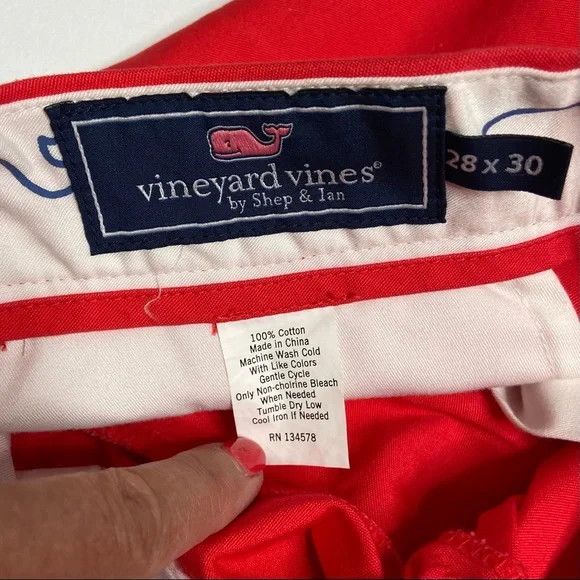 vineyard vines®
by Shep & Ian
28 x 30
100% Cotton
Made in China
Machine Wash Cold
With Like Colors
Gentle Cycle
Only Non-cholrine Bleach
When Needed
Tumble Dry Low
Cool Iron If Needed
RN 134578